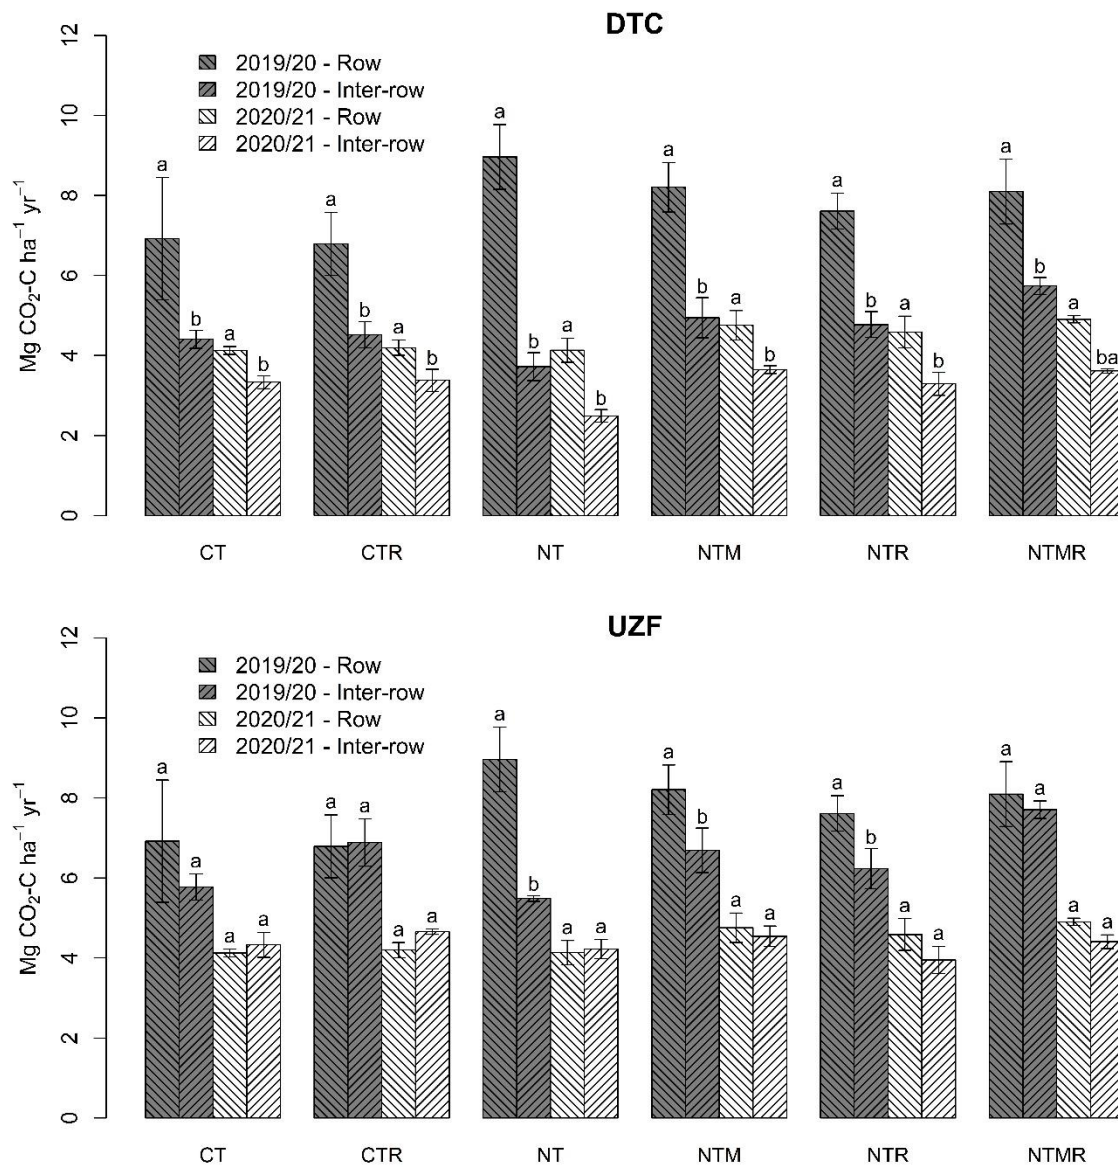 DTC
12
10
8
6
4
2
0
Mg CO₂-C ha⁻¹ yr⁻¹
2019/20 - Row
2019/20 - Inter-row
2020/21 - Row
2020/21 - Inter-row
a b a b
a b a b
a b a b
a b a b
a b a b
a b a ba
CT CTR NT NTM NTR NTMR
UZF
12
10
8
6
4
2
0
Mg CO₂-C ha⁻¹ yr⁻¹
2019/20 - Row
2019/20 - Inter-row
2020/21 - Row
2020/21 - Inter-row
a a a a
a a a a
a b a a
a b a a
a b a a
a a a a
CT CTR NT NTM NTR NTMR